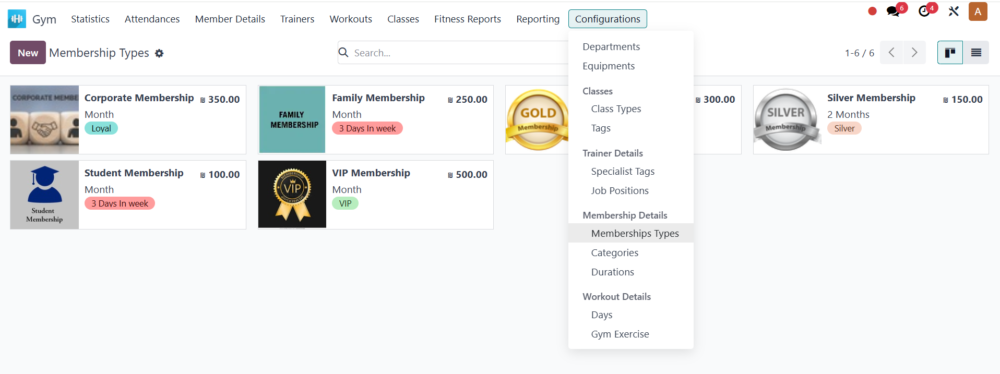 Gym Statistics Attendances Member Details Trainers Workouts Classes Fitness Reports Reporting Configurations 6 4 A
New Membership Types Search... 1-6 / 6
CORPORATE MEMBE
Corporate Membership ₪ 350.00
Month
Loyal
FAMILY
MEMBERSHIP
Family Membership ₪ 250.00
Month
3 Days In week
GOLD
Membership
₪ 300.00
SILVER
Membership
Silver Membership ₪ 150.00
2 Months
Silver
Student
Membership
Student Membership ₪ 100.00
Month
3 Days In week
MEMBERSHIP
VIP
MEMBERSHIP
VIP Membership ₪ 500.00
Month
VIP
Departments
Equipments
Classes
Class Types
Tags
Trainer Details
Specialist Tags
Job Positions
Membership Details
Memberships Types
Categories
Durations
Workout Details
Days
Gym Exercise